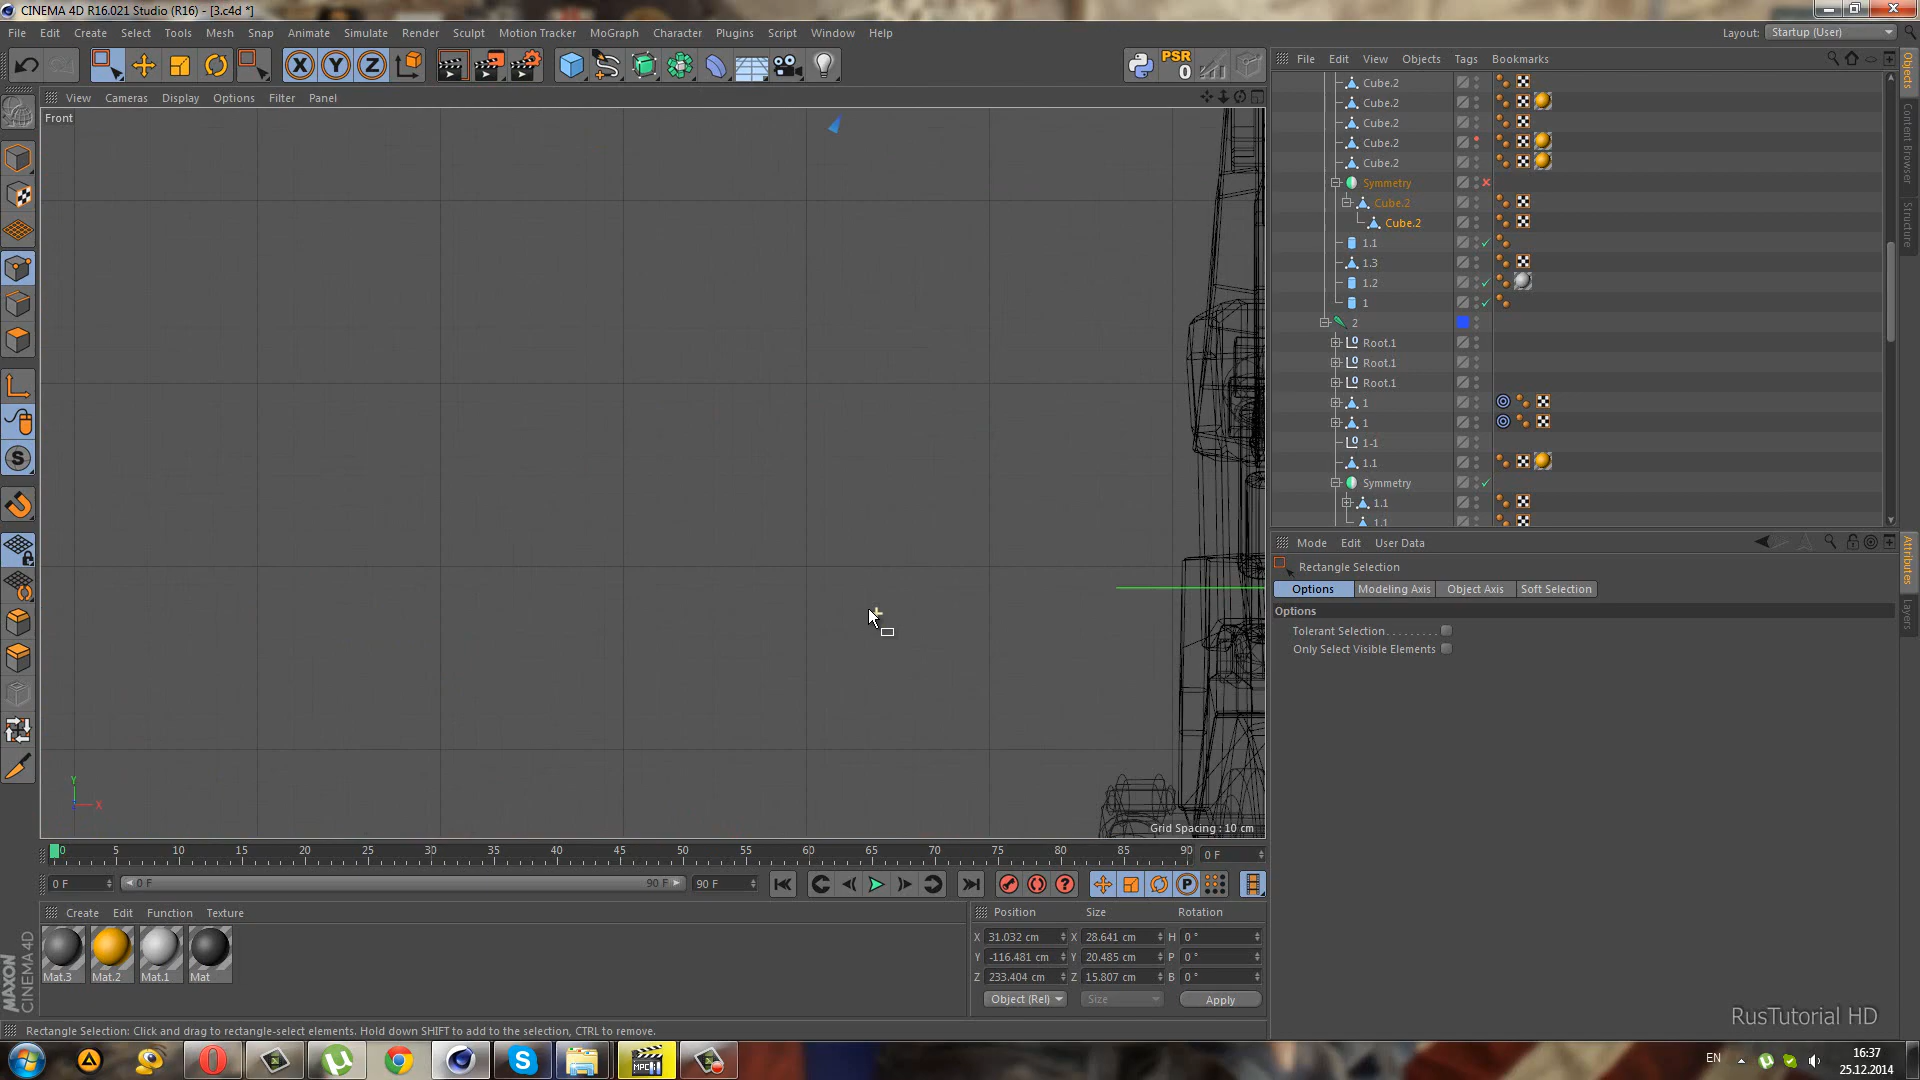 CINEMA 4D R16.021 Studio (R16) - [3.c4d *]
File Edit Create Select Tools Mesh Snap Animate Simulate Render Sculpt Motion Tracker MoGraph Character Plugins Script Window Help
Layout: Startup (User)
PSR
0
File Edit View Objects Tags Bookmarks
View Cameras Display Options Filter Panel
Front
Cube.2
Cube.2
Cube.2
Cube.2
Cube.2
Symmetry
Cube.2
Cube.2
1.1
1.3
1.2
1
2
Root.1
Root.1
Root.1
1
1
1-1
1.1
Symmetry
1.1
1.1
Objects
Content Browser
Structure
Mode Edit User Data
Rectangle Selection
Options Modeling Axis Object Axis Soft Selection
Options
Tolerant Selection
Only Select Visible Elements
Attributes
Layers
Y
X
Grid Spacing : 10 cm
0 5 10 15 20 25 30 35 40 45 50 55 60 65 70 75 80 85 90
0 F
0 F 0 F 90 F 90 F
Create Edit Function Texture
Mat.3 Mat.2 Mat.1 Mat
Position Size Rotation
X 31.032 cm X 28.641 cm H 0 °
Y -116.481 cm Y 20.485 cm P 0 °
Z 233.404 cm Z 15.807 cm B 0 °
Object (Rel) Size Apply
MAXON
CINEMA 4D
Rectangle Selection: Click and drag to rectangle-select elements. Hold down SHIFT to add to the selection, CTRL to remove.
RusTutorial HD
EN
16:37
25.12.2014